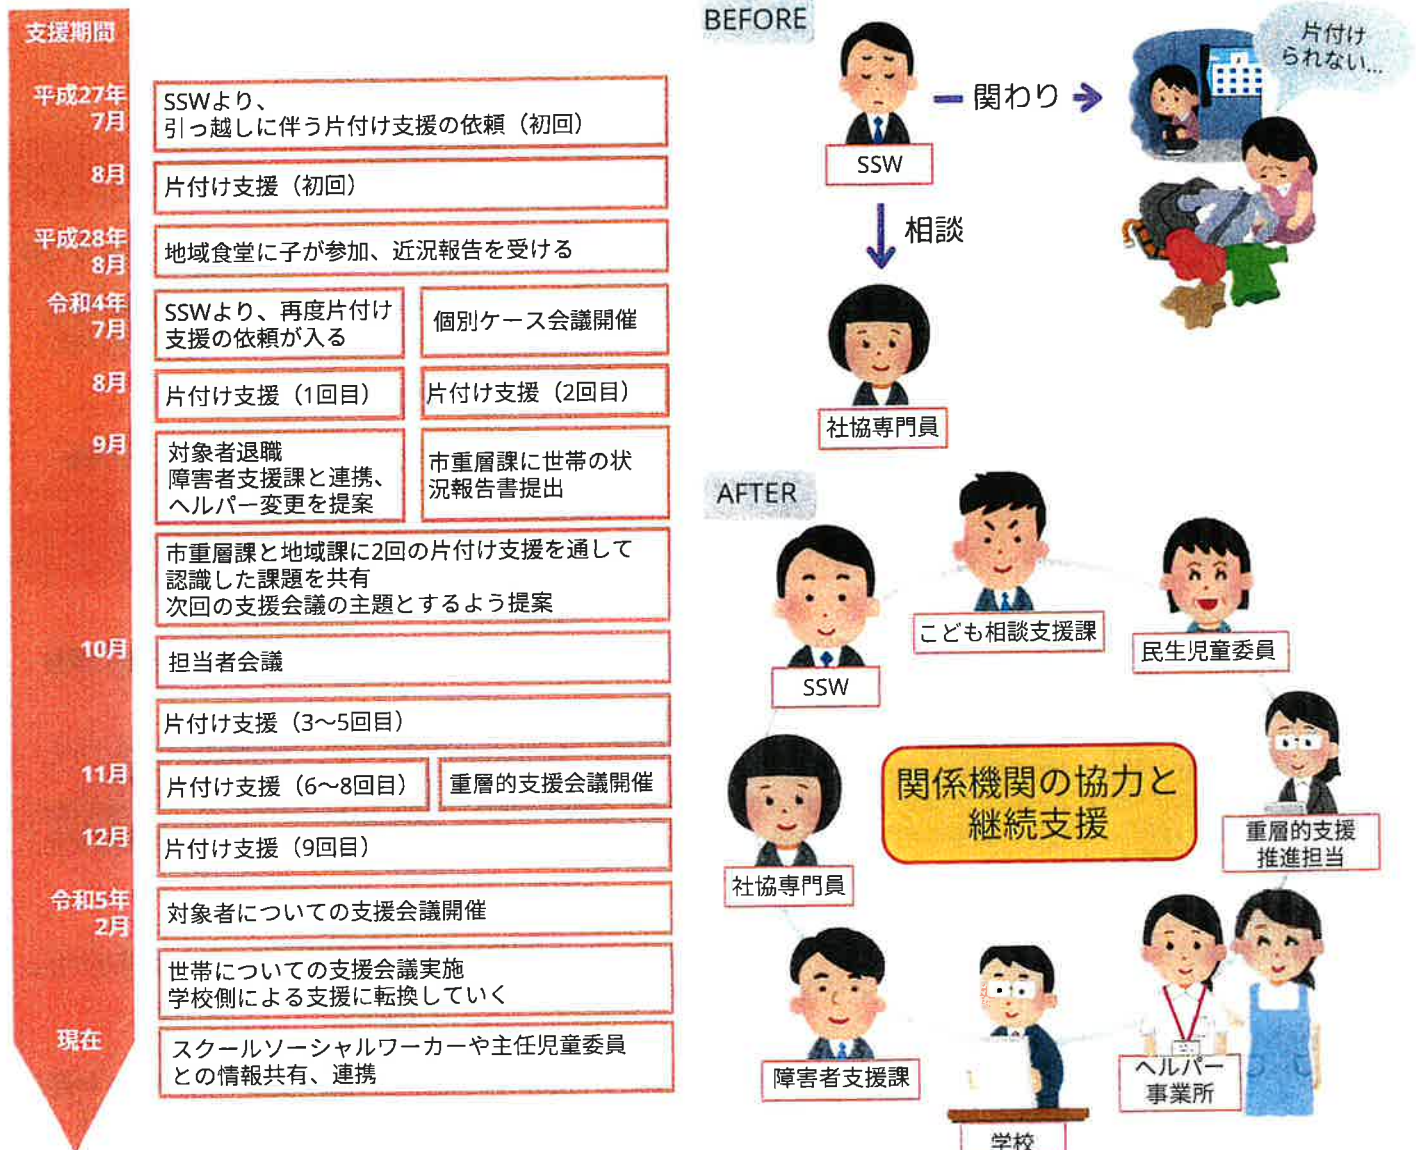 支援期間
平成27年
7月
SSWより、
引っ越しに伴う片付け支援の依頼（初回）
8月
片付け支援（初回）
平成28年
8月
地域食堂に子が参加、近況報告を受ける
令和4年
7月
SSWより、再度片付け
支援の依頼が入る
個別ケース会議開催
8月
片付け支援（1回目）
片付け支援（2回目）
9月
対象者退職
障害者支援課と連携、
ヘルパー変更を提案
市重層課に世帯の状
況報告書提出
市重層課と地域課に2回の片付け支援を通して
認識した課題を共有
次回の支援会議の主題とするよう提案
10月
担当者会議
片付け支援（3〜5回目）
11月
片付け支援（6〜8回目）
重層的支援会議開催
12月
片付け支援（9回目）
令和5年
2月
対象者についての支援会議開催
世帯についての支援会議実施
学校側による支援に転換していく
現在
スクールソーシャルワーカーや主任児童委員
との情報共有、連携
BEFORE
SSW
関わり
片付け
られない…
相談
社協専門員
AFTER
SSW
こども相談支援課
民生児童委員
重層的支援
推進担当
関係機関の協力と
継続支援
社協専門員
障害者支援課
学校
ヘルパー
事業所